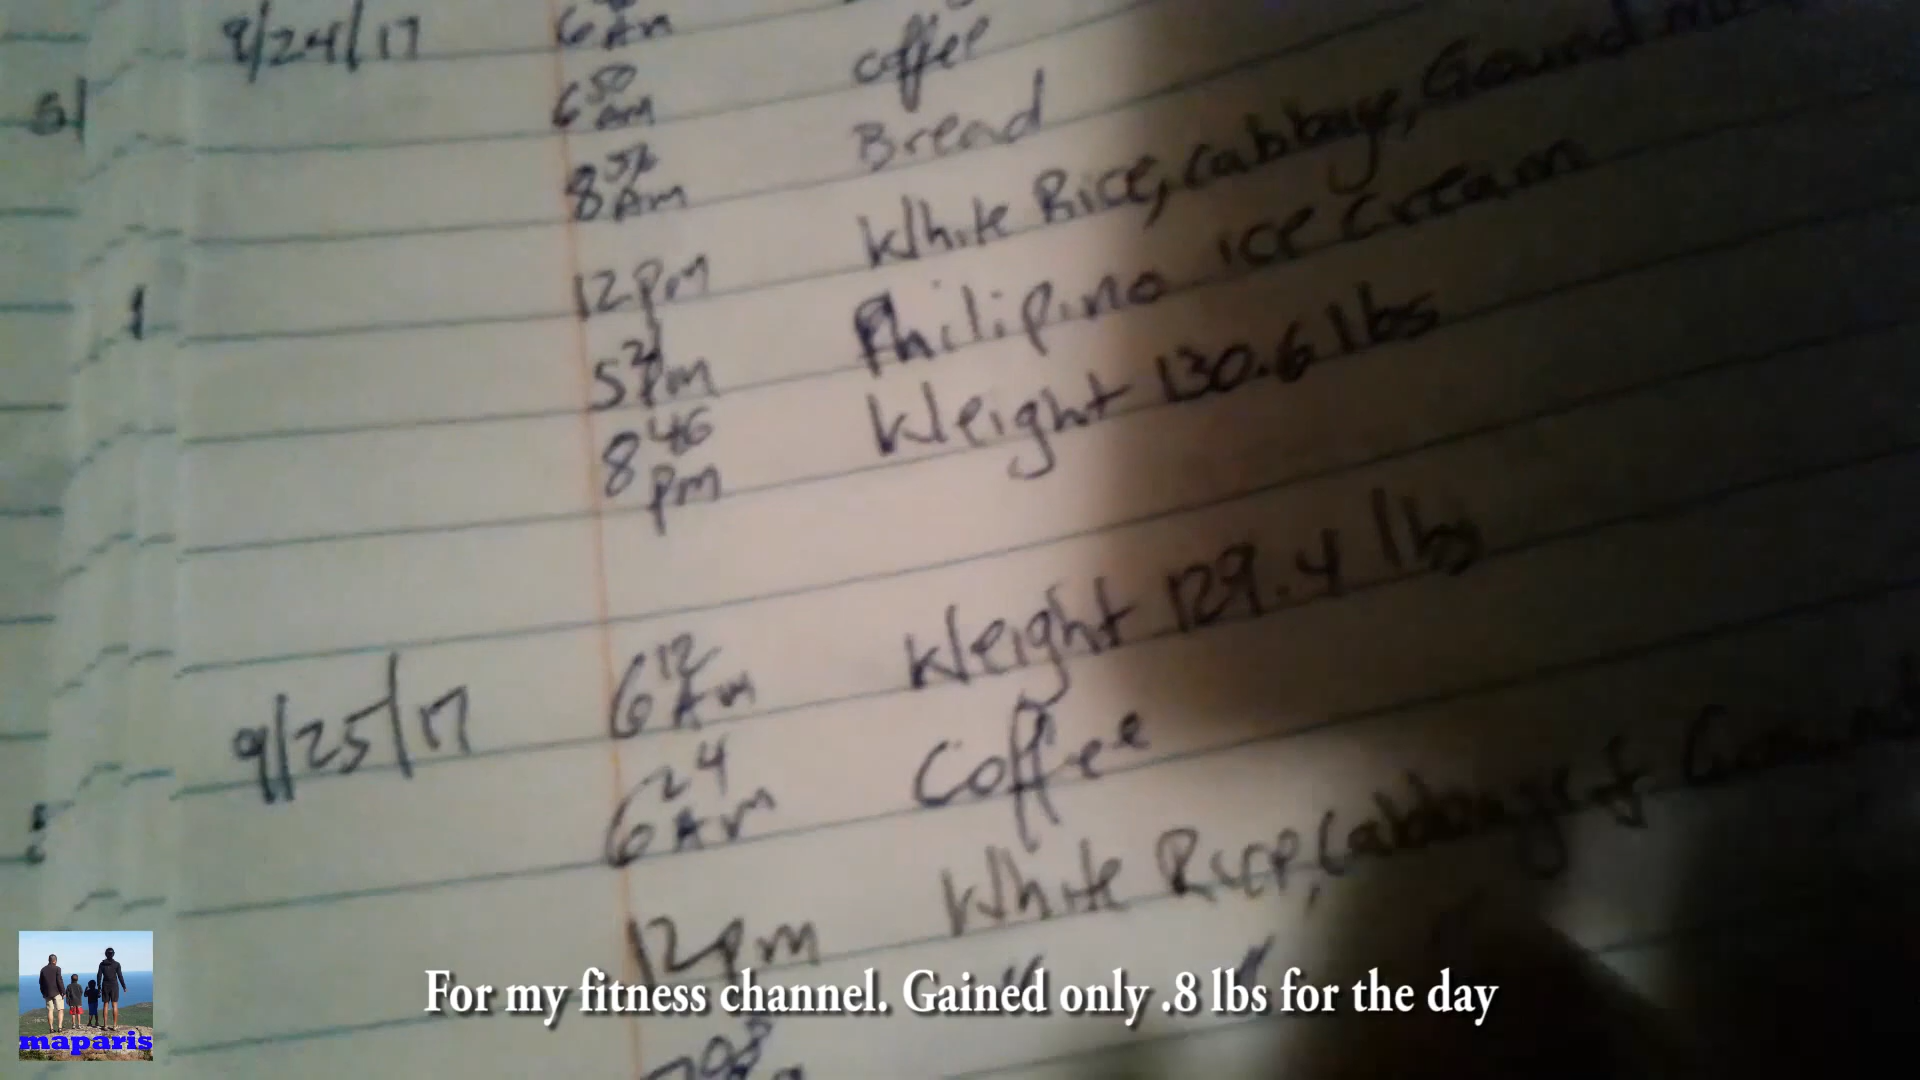 9/24/17 6 Am
6 50 am coffee
8 Am Bread
12 pm White Rice, cabbage, Ground
5 pm Philipino ice cream
8 46 pm Weight 130.6 lbs
9/25/17 6 12 Am Weight 129.4 lbs
6 24 Am Coffee
12 pm White Rice, Cabbage & Ground
For my fitness channel. Gained only .8 lbs for the day
maparis